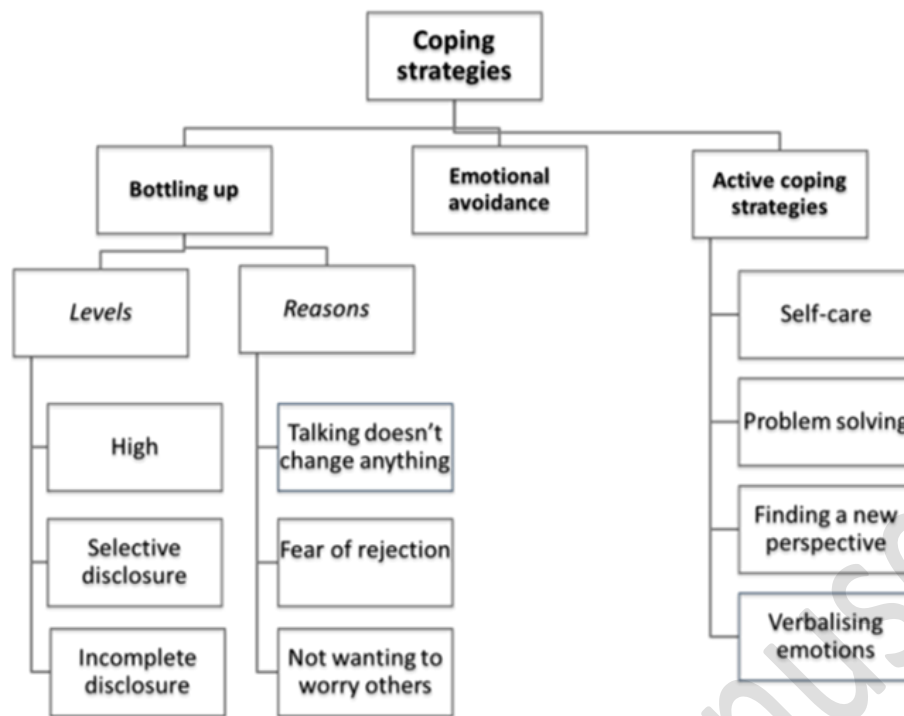 Coping
strategies
Bottling up
Emotional
avoidance
Active coping
strategies
Levels
Reasons
High
Selective
disclosure
Incomplete
disclosure
Talking doesn't
change anything
Fear of rejection
Not wanting to
worry others
Self-care
Problem solving
Finding a new
perspective
Verbalising
emotions